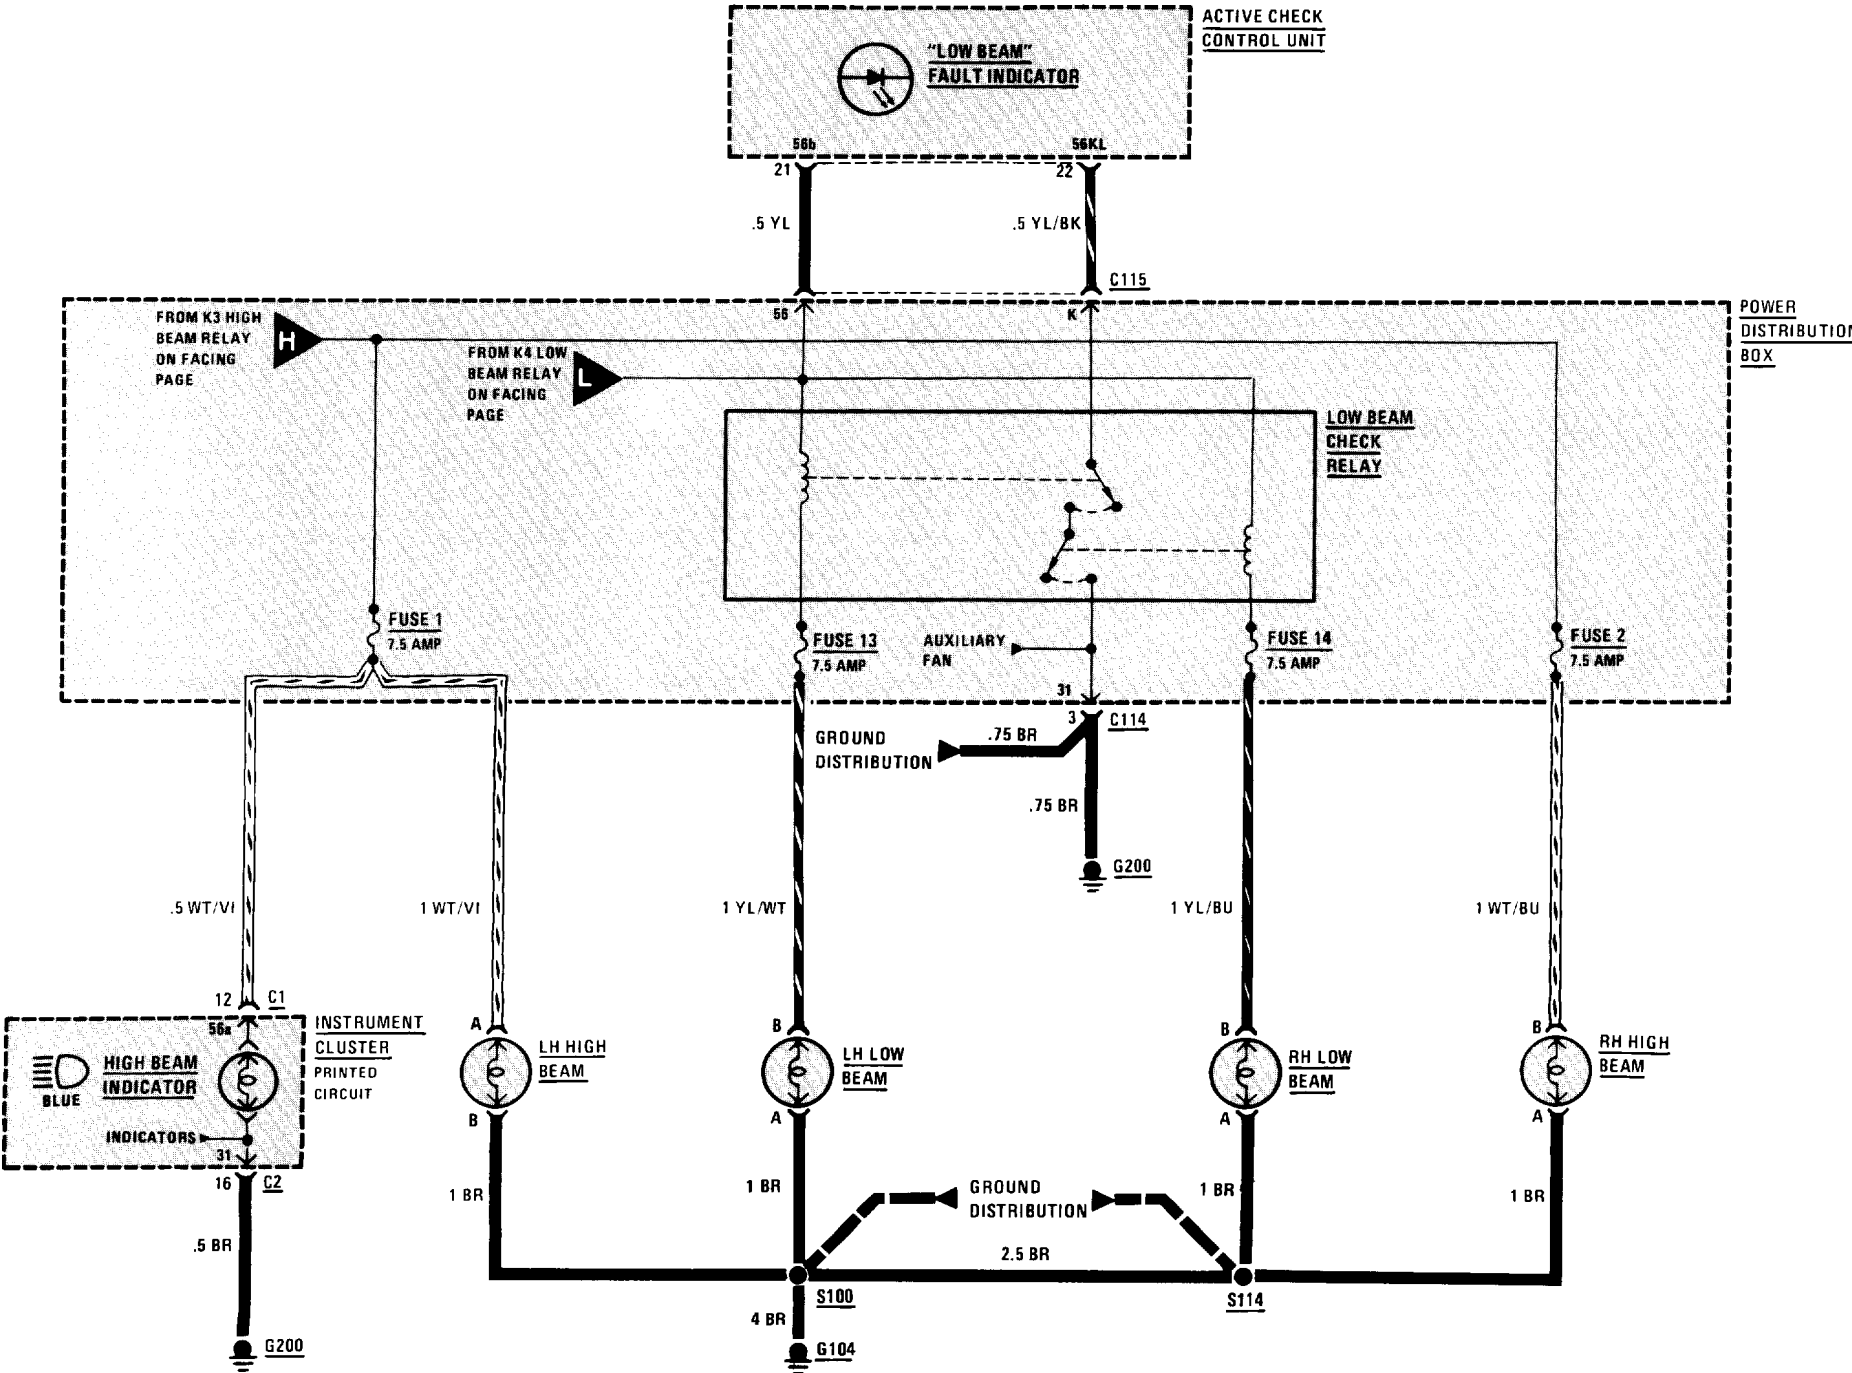 ACTIVE CHECK
CONTROL UNIT
"LOW BEAM"
FAULT INDICATOR
56b
56KL
21
22
.5 YL
.5 YL/BK
C115
56
K
POWER
DISTRIBUTION
BOX
FROM K3 HIGH
BEAM RELAY
ON FACING
PAGE
H
FROM K4 LOW
BEAM RELAY
ON FACING
PAGE
L
LOW BEAM
CHECK
RELAY
FUSE 1
7.5 AMP
FUSE 13
7.5 AMP
AUXILIARY
FAN
FUSE 14
7.5 AMP
FUSE 2
7.5 AMP
31
3
C114
GROUND
DISTRIBUTION
.75 BR
.75 BR
G200
.5 WT/VI
1 WT/VI
1 YL/WT
1 YL/BU
1 WT/BU
12
C1
56a
INSTRUMENT
CLUSTER
PRINTED
CIRCUIT
HIGH BEAM
INDICATOR
BLUE
INDICATORS
31
16
C2
A
LH HIGH
BEAM
B
B
LH LOW
BEAM
A
B
RH LOW
BEAM
A
B
RH HIGH
BEAM
A
1 BR
1 BR
GROUND
DISTRIBUTION
1 BR
1 BR
.5 BR
2.5 BR
S100
S114
4 BR
G200
G104